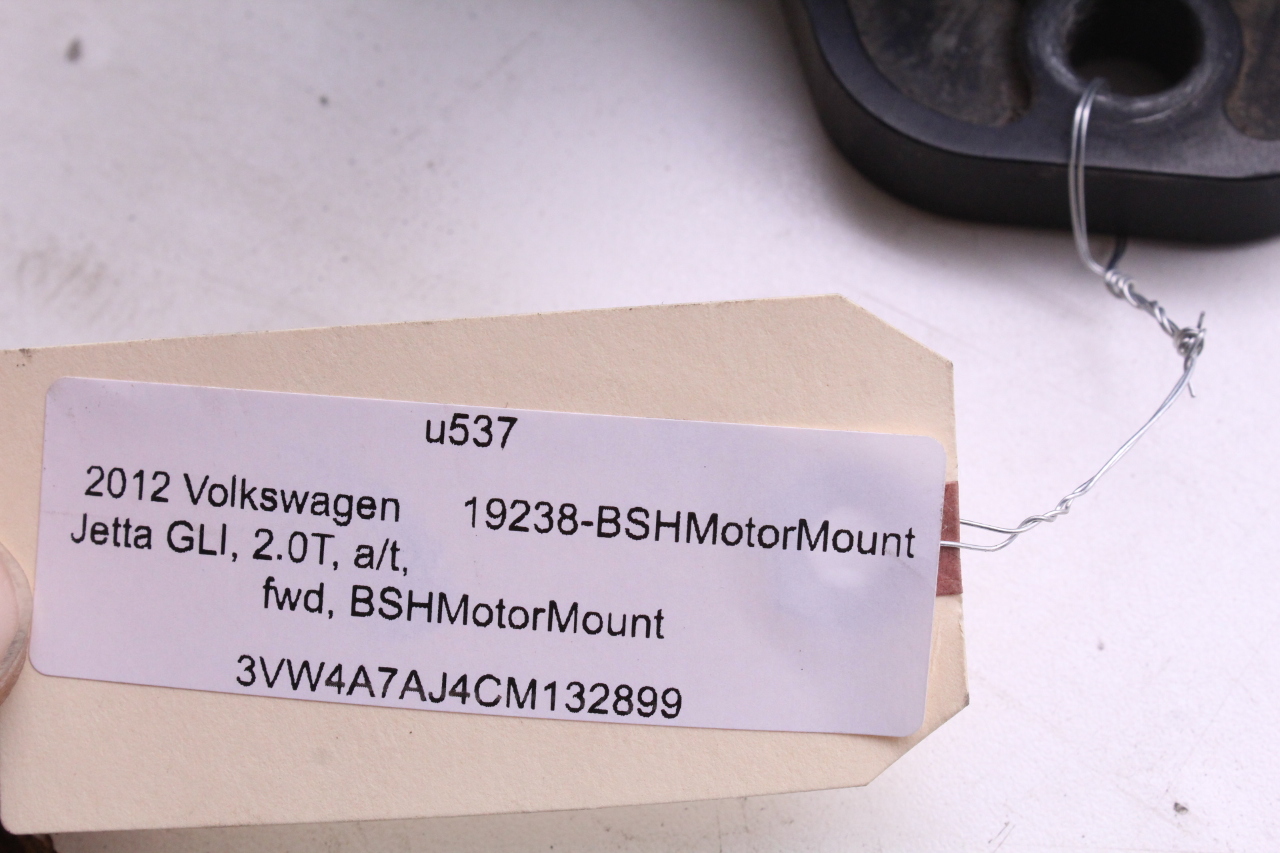 u537
2012 Volkswagen 19238-BSHMotorMount
Jetta GLI, 2.0T, a/t,
fwd, BSHMotorMount
3VW4A7AJ4CM132899